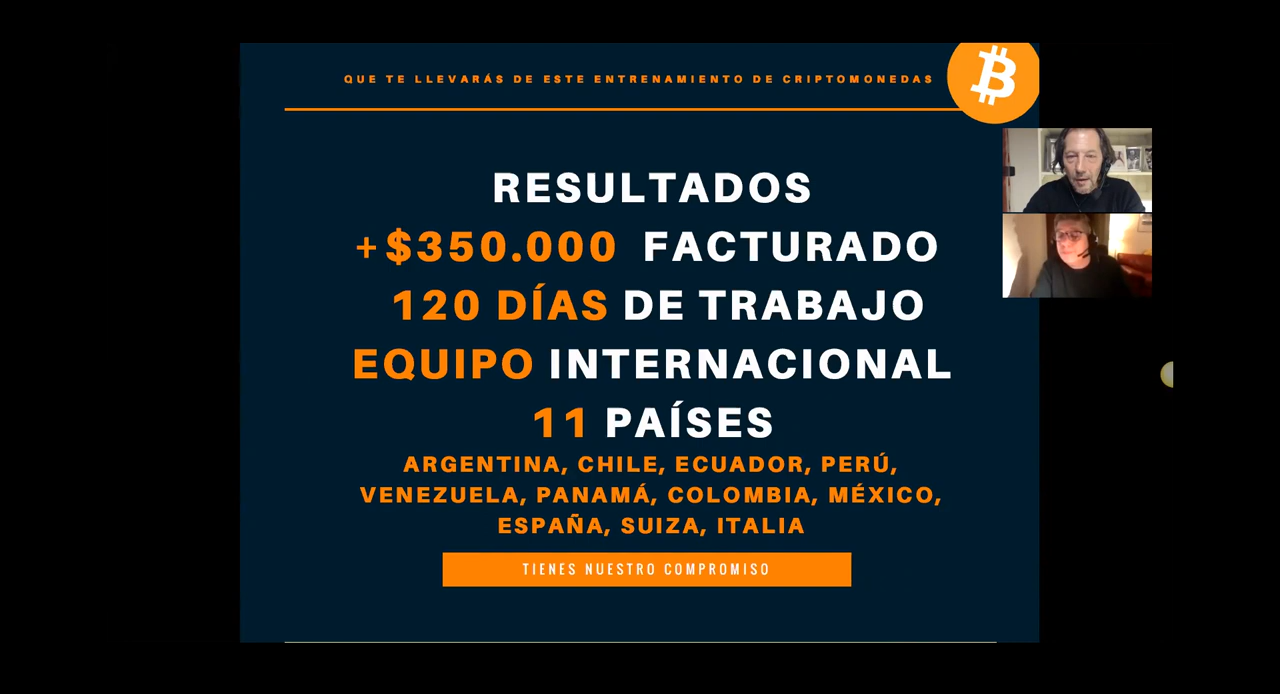 QUE TE LLEVARÁS DE ESTE ENTRENAMIENTO DE CRIPTOMONEDAS
RESULTADOS
+$350.000 FACTURADO
120 DÍAS DE TRABAJO
EQUIPO INTERNACIONAL
11 PAÍSES
ARGENTINA, CHILE, ECUADOR, PERÚ,
VENEZUELA, PANAMÁ, COLOMBIA, MÉXICO,
ESPAÑA, SUIZA, ITALIA
TIENES NUESTRO COMPROMISO